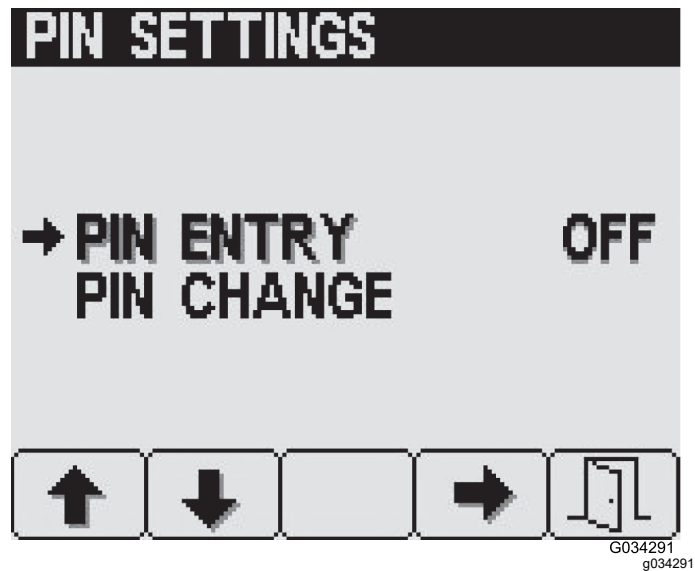 PIN SETTINGS
PIN ENTRY OFF
PIN CHANGE
G034291
g034291